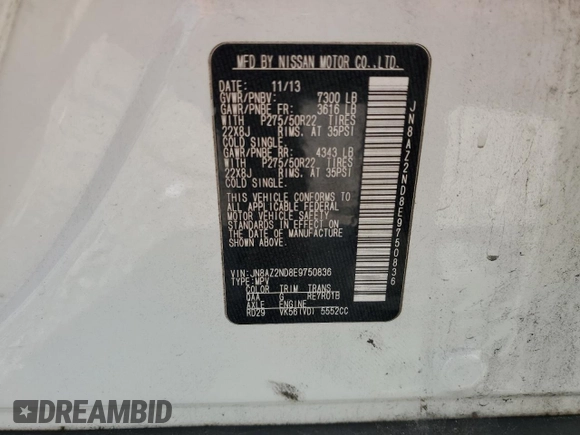 MFD BY NISSAN MOTOR CO.,LTD.
DATE: 11/13
GVWR/PNBV: 7300 LB
GAWR/PNBE FR: 3616 LB
WITH P275/50R22 TIRES
22X8J RIMS. AT 35PSI
COLD SINGLE.
GAWR/PNBE RR: 4343 LB
WITH P275/50R22 TIRES
22X8J RIMS. AT 35PSI
COLD SINGLE.
THIS VEHICLE CONFORMS TO
ALL APPLICABLE FEDERAL
MOTOR VEHICLE SAFETY
STANDARDS IN EFFECT ON
THE DATE OF MANUFACTURE
SHOWN ABOVE.
VIN: JN8AZ2ND8E9750836
TYPE: MPV
COLOR TRIM TRANS
QAA G RE7R01B
AXLE ENGINE
RD29 VK56(VD) 5552CC
JN8AZ2ND8E9750836
DREAMBID